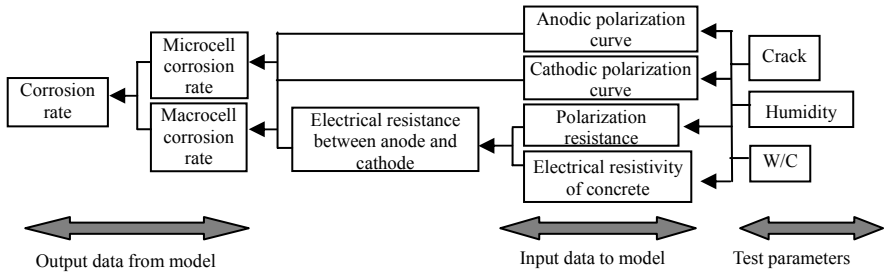 Anodic polarization
curve
Microcell
corrosion
rate
Crack
Cathodic polarization
curve
Corrosion
rate
Macrocell
corrosion
rate
Electrical resistance
between anode and
cathode
Polarization
resistance
Humidity
Electrical resistivity
of concrete
W/C
Output data from model
Input data to model
Test parameters